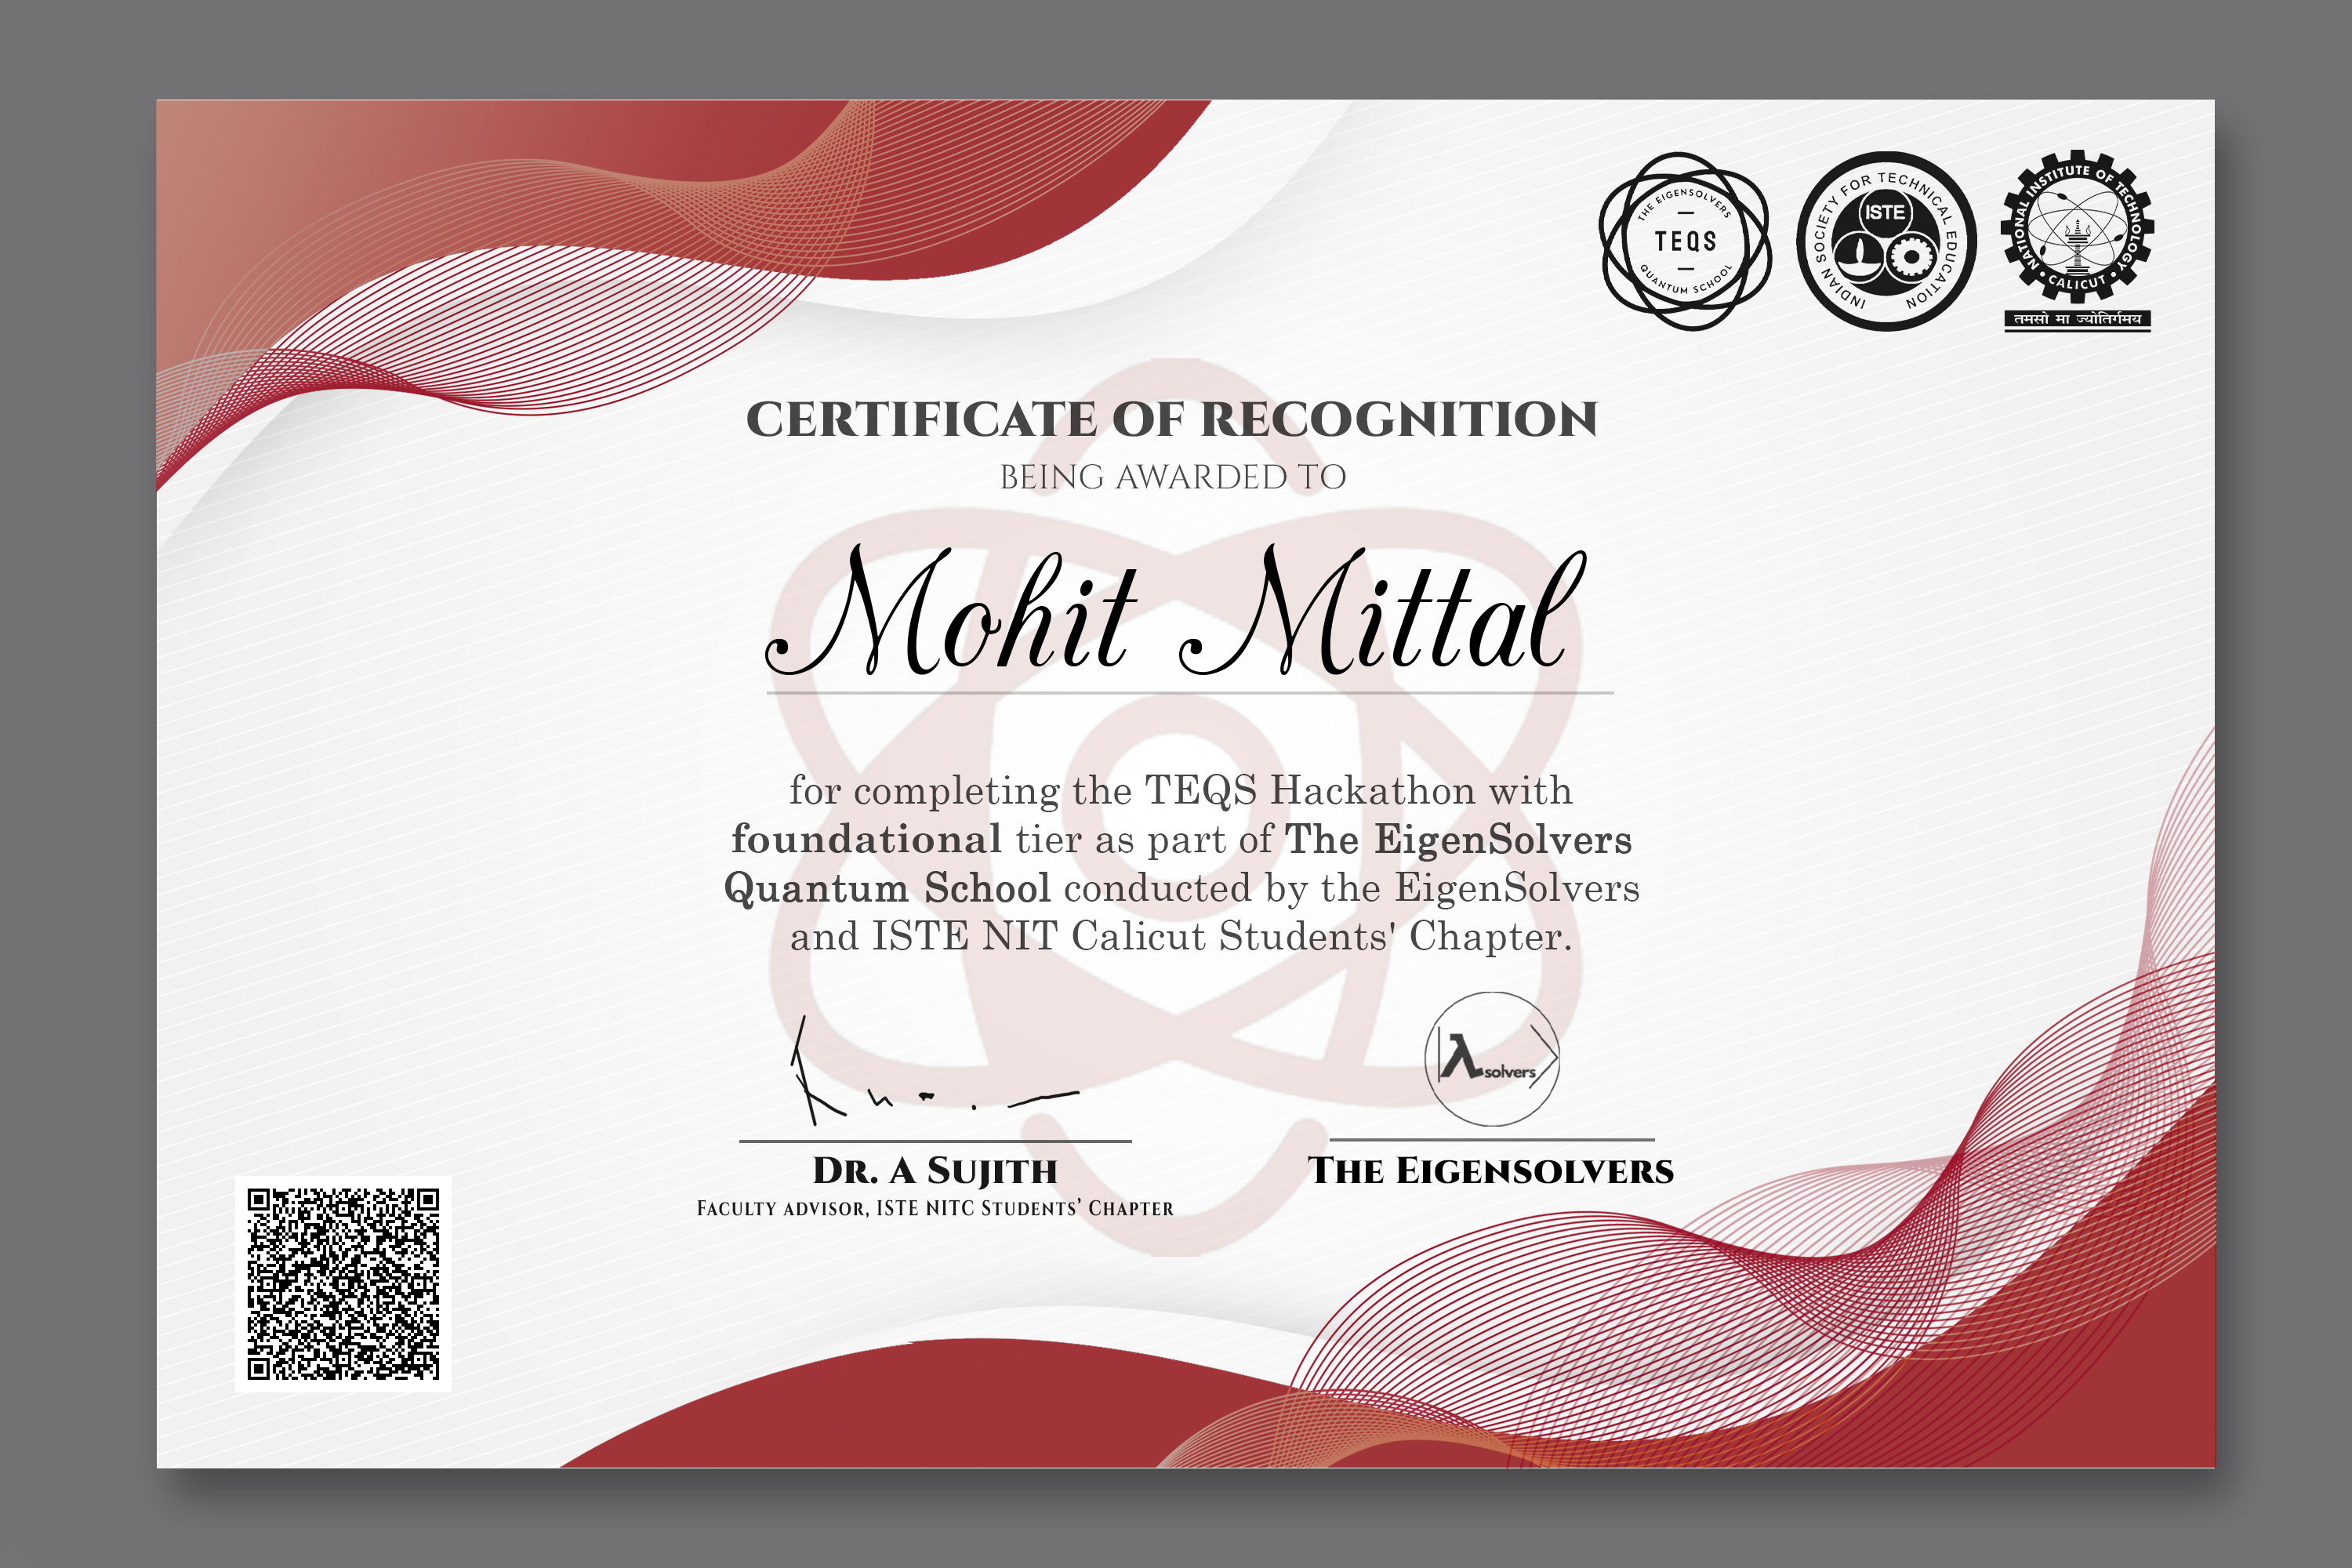 THE EIGENSOLVERS
TEQS
QUANTUM SCHOOL
INDIAN SOCIETY FOR TECHNICAL EDUCATION
ISTE
NATIONAL INSTITUTE OF TECHNOLOGY
• CALICUT •
तमसो मा ज्योतिर्गमय
CERTIFICATE OF RECOGNITION
BEING AWARDED TO
Mohit Mittal
for completing the TEQS Hackathon with
foundational tier as part of The EigenSolvers
Quantum School conducted by the EigenSolvers
and ISTE NIT Calicut Students' Chapter.
λsolvers
DR. A SUJITH
FACULTY ADVISOR, ISTE NITC STUDENTS’ CHAPTER
THE EIGENSOLVERS